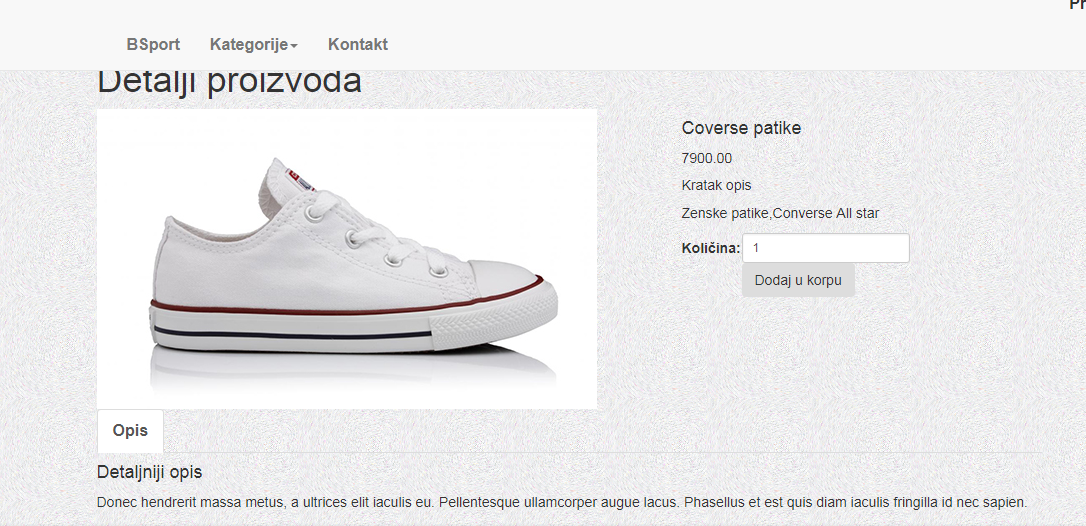 Pr
BSport Kategorije Kontakt
Detalji proizvoda
Coverse patike
7900.00
Kratak opis
Zenske patike,Converse All star
Količina: 1
Dodaj u korpu
Opis
Detaljniji opis
Donec hendrerit massa metus, a ultrices elit iaculis eu. Pellentesque ullamcorper augue lacus. Phasellus et est quis diam iaculis fringilla id nec sapien.